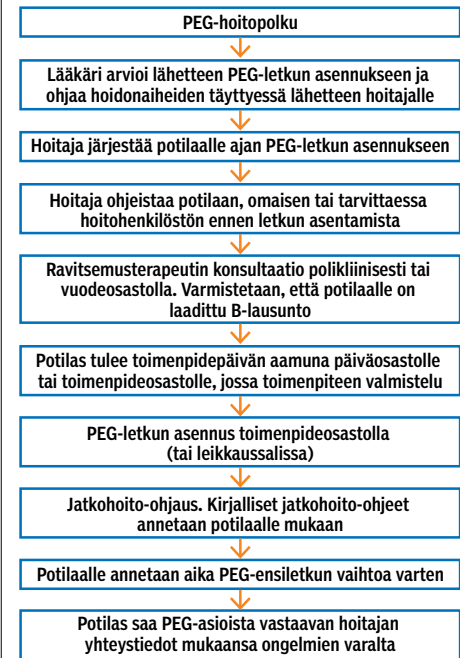 PEG-hoitopolku
Lääkäri arvioi lähetteen PEG-letkun asennukseen ja
ohjaa hoidonaiheiden täyttyessä lähetteen hoitajalle
Hoitaja järjestää potilaalle ajan PEG-letkun asennukseen
Hoitaja ohjeistaa potilaan, omaisen tai tarvittaessa
hoitohenkilöstön ennen letkun asentamista
Ravitsemusterapeutin konsultaatio polikliinisesti tai
vuodeosastolla. Varmistetaan, että potilaalle on
laadittu B-lausunto
Potilas tulee toimenpidepäivän aamuna päiväosastolle
tai toimenpideosastolle, jossa toimenpiteen valmistelu
PEG-letkun asennus toimenpideosastolla
(tai leikkaussalissa)
Jatkohoito-ohjaus. Kirjalliset jatkohoito-ohjeet
annetaan potilaalle mukaan
Potilaalle annetaan aika PEG-ensiletkun vaihtoa varten
Potilas saa PEG-asioista vastaavan hoitajan
yhteystiedot mukaansa ongelmien varalta